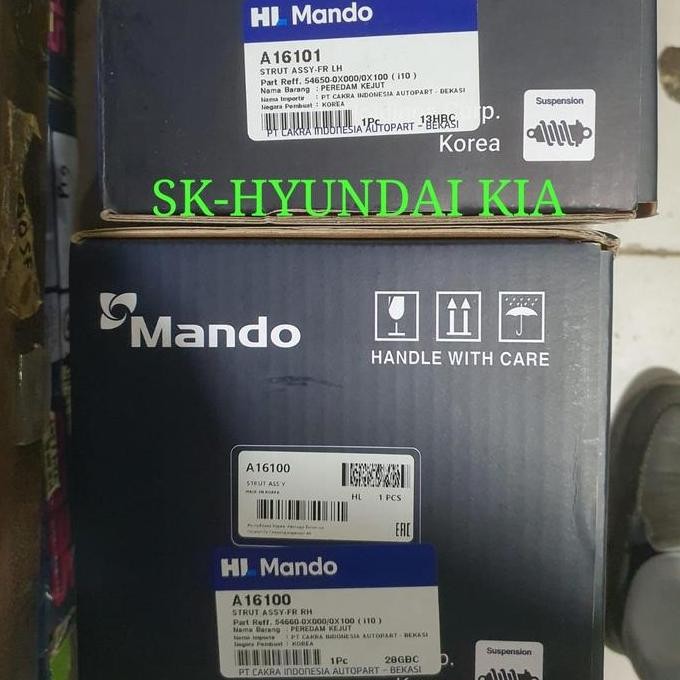 HL Mando
A16101
STRUT ASSY-FR LH
Part Reff. 54650-0X000/0X100 ( i10 )
Nama Barang : PEREDAM KEJUT
Nama Importir : PT CAKRA INDONESIA AUTOPART - BEKASI
Negara Pembuat : KOREA
1Pc 13HBC
PT CAKRA INDONESIA AUTOPART - BEKASI
Corp.
Korea
Suspension
SK-HYUNDAI KIA
Mando
HANDLE WITH CARE
A16100
STRUT ASS'Y
MADE IN KOREA
HL 1 PCS
EAC
HL Mando
A16100
STRUT ASSY-FR RH
Part Reff. 54660-0X000/0X100 ( i10 )
Nama Barang : PEREDAM KEJUT
Nama Importir : PT CAKRA INDONESIA AUTOPART - BEKASI
Negara Pembuat : KOREA
1Pc 28GBC
PT CAKRA INDONESIA AUTOPART - BEKASI
Suspension